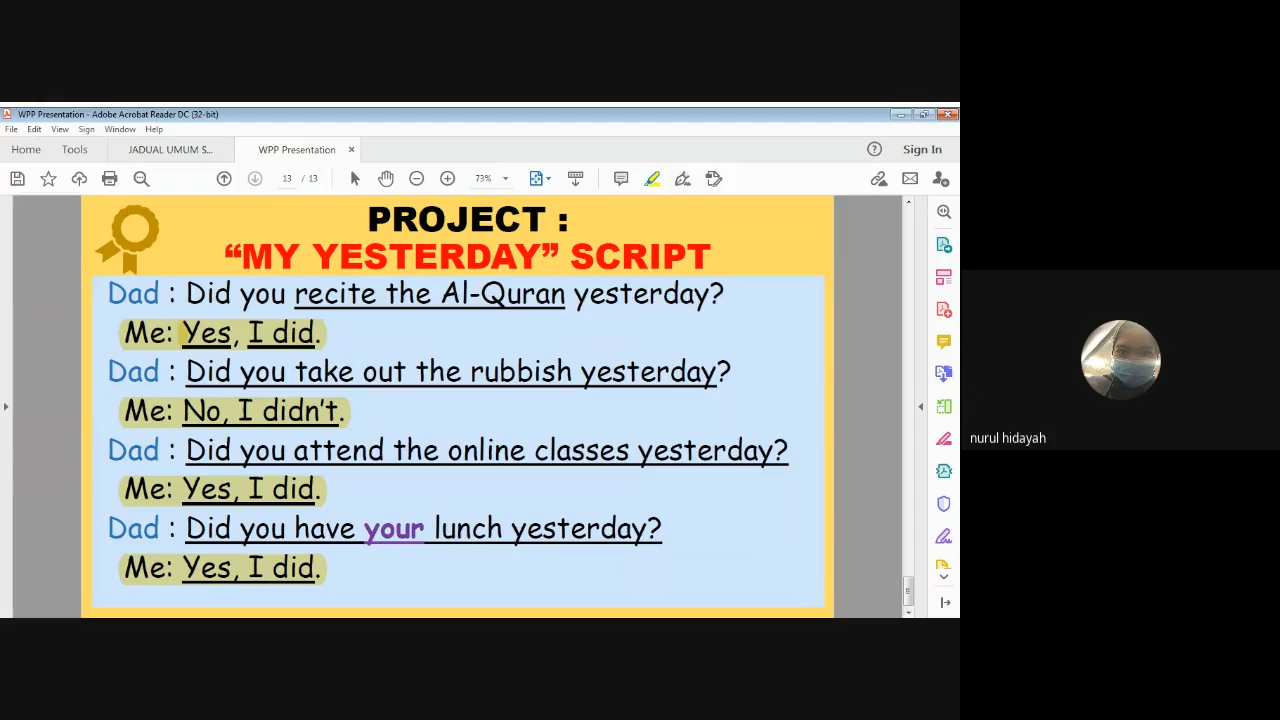 WPP Presentation - Adobe Acrobat Reader DC (32-bit)
File Edit View Sign Window Help
Home Tools JADUAL UMUM S... WPP Presentation × ? Sign In
13 / 13 73%
PROJECT :
“MY YESTERDAY” SCRIPT
Dad : Did you recite the Al-Quran yesterday?
Me: Yes, I did.
Dad : Did you take out the rubbish yesterday?
Me: No, I didn’t.
Dad : Did you attend the online classes yesterday?
Me: Yes, I did.
Dad : Did you have your lunch yesterday?
Me: Yes, I did.
nurul hidayah